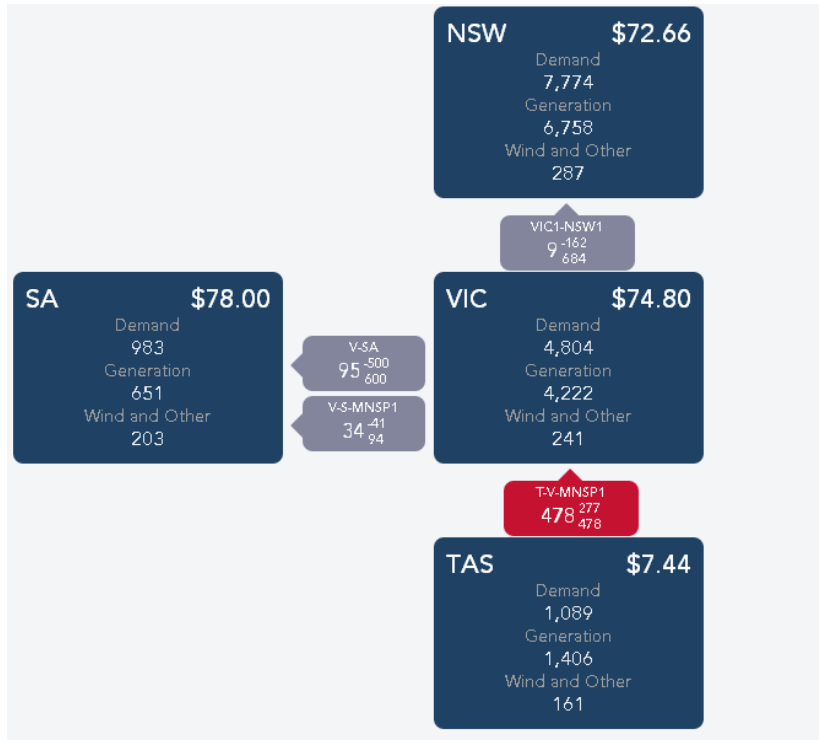 NSW $72.66
Demand
7,774
Generation
6,758
Wind and Other
287
VIC1-NSW1
9 -162
684
SA $78.00
Demand
983
Generation
651
Wind and Other
203
V-SA
95 -500
600
V-S-MNSP1
34 -41
94
VIC $74.80
Demand
4,804
Generation
4,222
Wind and Other
241
T-V-MNSP1
478 277
478
TAS $7.44
Demand
1,089
Generation
1,406
Wind and Other
161